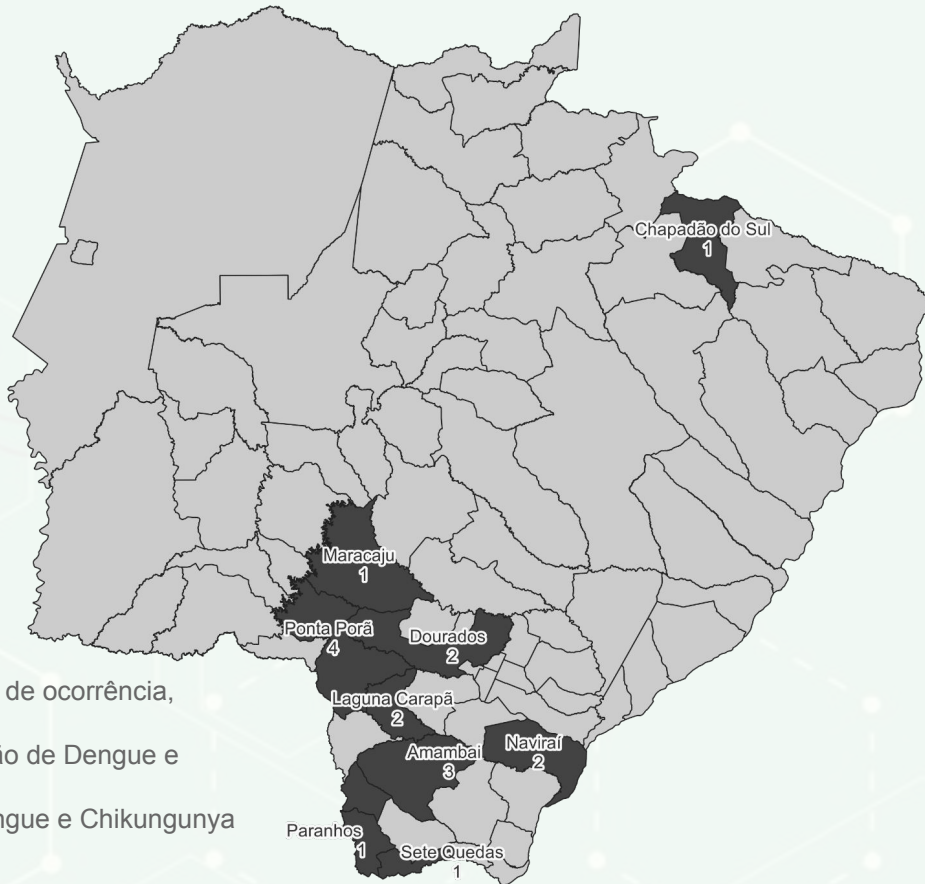 Chapadão do Sul
1
Maracaju
1
Ponta Porã
4
Dourados
2
de ocorrência,
Laguna Carapã
2
Naviraí
2
ão de Dengue e
Amambai
3
ngue e Chikungunya
Paranhos
1
Sete Quedas
1